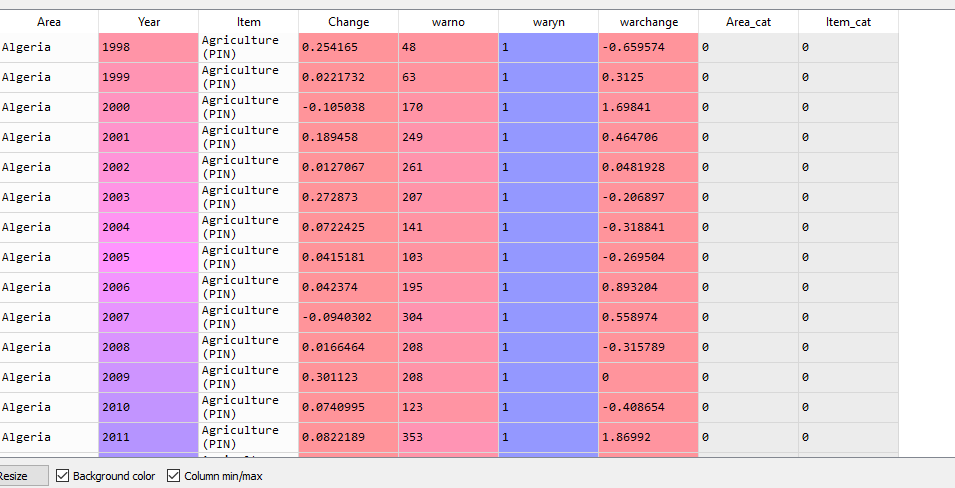 Area Year Item Change warno waryn warchange Area_cat Item_cat
Algeria 1998 Agriculture (PIN) 0.254165 48 1 -0.659574 0 0
Algeria 1999 Agriculture (PIN) 0.0221732 63 1 0.3125 0 0
Algeria 2000 Agriculture (PIN) -0.105038 170 1 1.69841 0 0
Algeria 2001 Agriculture (PIN) 0.189458 249 1 0.464706 0 0
Algeria 2002 Agriculture (PIN) 0.0127067 261 1 0.0481928 0 0
Algeria 2003 Agriculture (PIN) 0.272873 207 1 -0.206897 0 0
Algeria 2004 Agriculture (PIN) 0.0722425 141 1 -0.318841 0 0
Algeria 2005 Agriculture (PIN) 0.0415181 103 1 -0.269504 0 0
Algeria 2006 Agriculture (PIN) 0.042374 195 1 0.893204 0 0
Algeria 2007 Agriculture (PIN) -0.0940302 304 1 0.558974 0 0
Algeria 2008 Agriculture (PIN) 0.0166464 208 1 -0.315789 0 0
Algeria 2009 Agriculture (PIN) 0.301123 208 1 0 0 0
Algeria 2010 Agriculture (PIN) 0.0740995 123 1 -0.408654 0 0
Algeria 2011 Agriculture (PIN) 0.0822189 353 1 1.86992 0 0
Resize Background color Column min/max